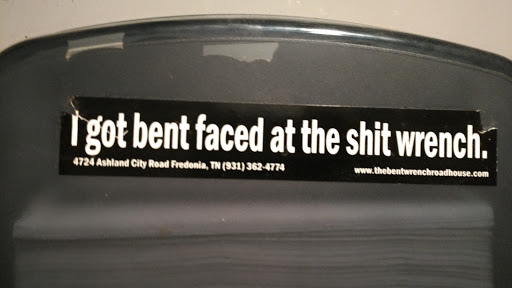 I got bent faced at the shit wrench.
4724 Ashland City Road Fredonia, TN (931) 362-4774
www.thebentwrenchroadhouse.com